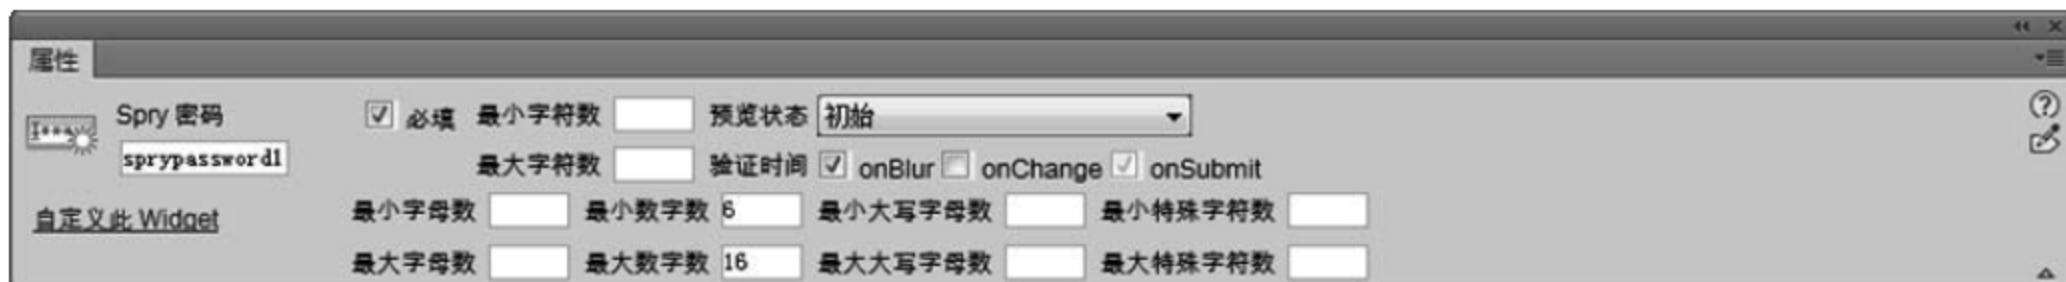 属性
Spry 密码 必填 最小字符数 预览状态 初始
sprypassword1 最大字符数 验证时间 onBlur onChange onSubmit
自定义此 Widget 最小字母数 最小数字数 6 最小大写字母数 最小特殊字符数
最大字母数 最大数字数 16 最大大写字母数 最大特殊字符数